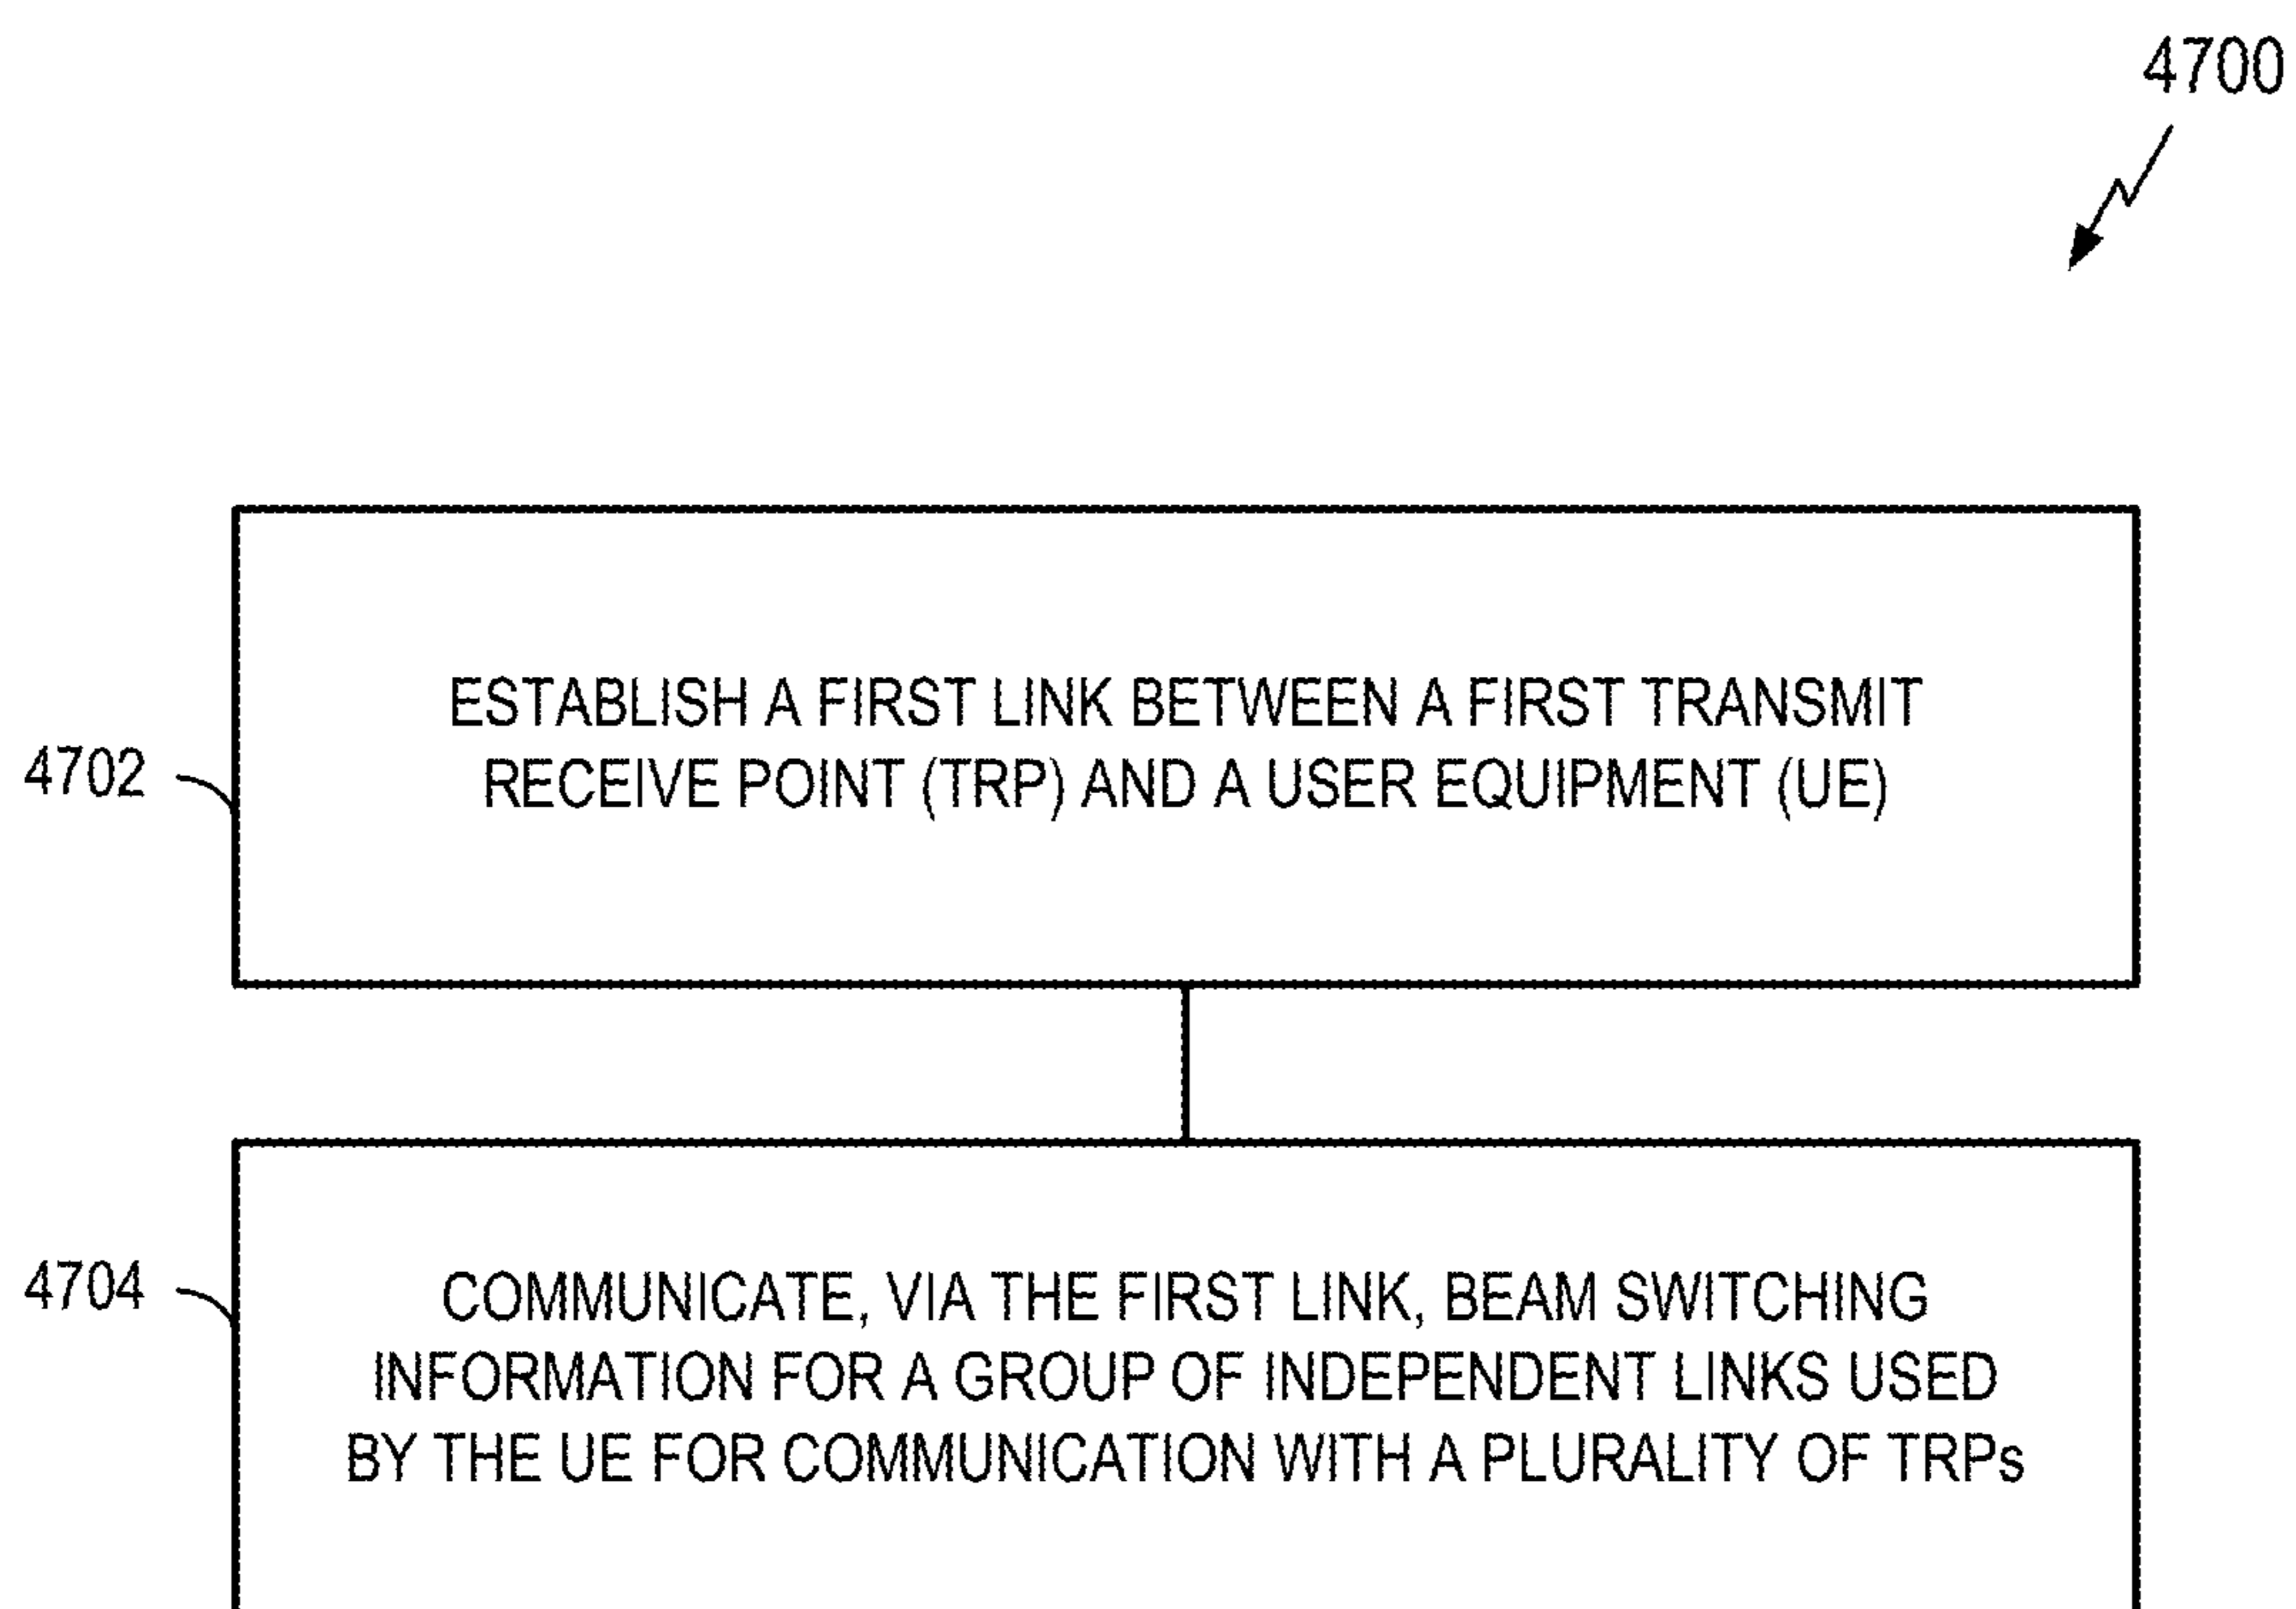 4700
4702
ESTABLISH A FIRST LINK BETWEEN A FIRST TRANSMIT
RECEIVE POINT (TRP) AND A USER EQUIPMENT (UE)
4704
COMMUNICATE, VIA THE FIRST LINK, BEAM SWITCHING
INFORMATION FOR A GROUP OF INDEPENDENT LINKS USED
BY THE UE FOR COMMUNICATION WITH A PLURALITY OF TRPs